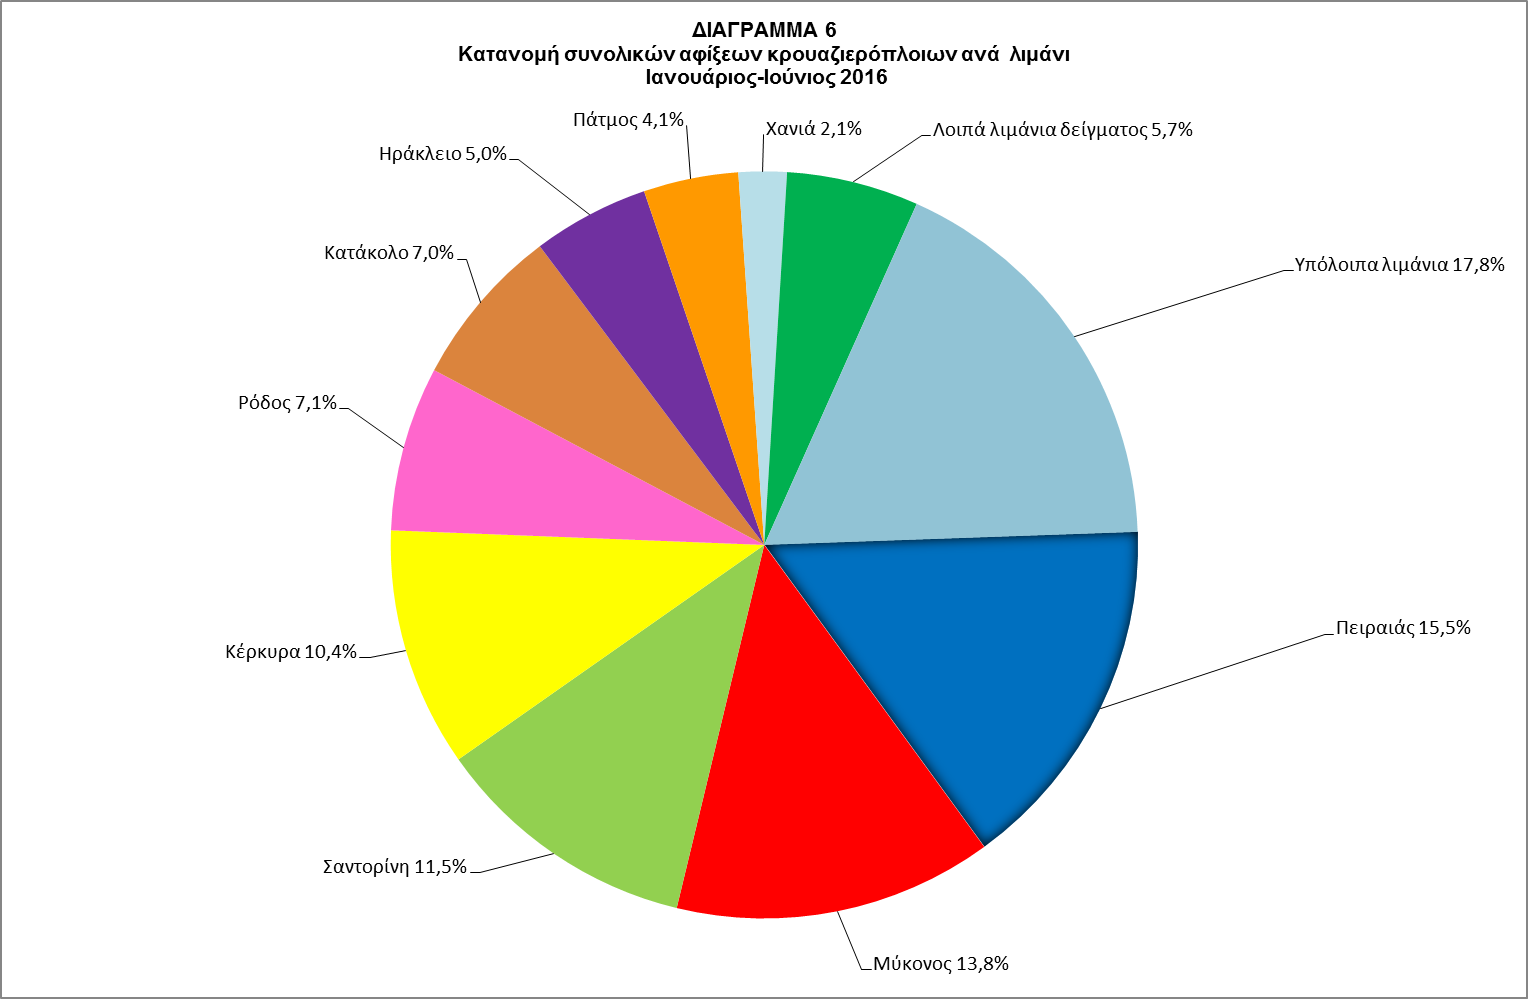 ΔΙΑΓΡΑΜΜΑ 6
Κατανομή συνολικών αφίξεων κρουαζιερόπλοιων ανά λιμάνι
Ιανουάριος-Ιούνιος 2016
Πάτμος 4,1%
Χανιά 2,1%
Λοιπά λιμάνια δείγματος 5,7%
Ηράκλειο 5,0%
Κατάκολο 7,0%
Υπόλοιπα λιμάνια 17,8%
Ρόδος 7,1%
Πειραιάς 15,5%
Κέρκυρα 10,4%
Σαντορίνη 11,5%
Μύκονος 13,8%